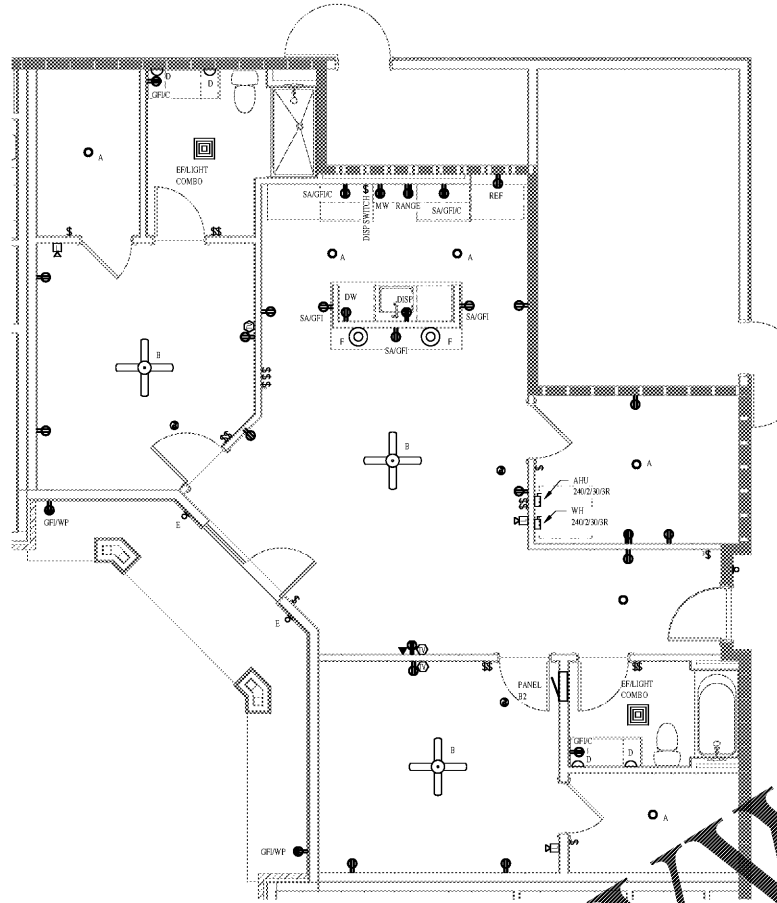 D
D
GFI/C
A
EF/LIGHT
COMBO
$
$$
SA/GFI/C
DISP SWITCH
$
MW
RANGE
SA/GFI/C
REF
A
A
DW
DISP
SA/GFI
SA/GFI
F
F
SA/GFI
B
$$$
$$
B
$
A
AHU
240/2/30/3R
WH
240/2/30/3R
$$
GFI/WP
E
$
$
E
TV
TV
$$
PANEL
B2
$$
EF/LIGHT
COMBO
GFI/C
D
D
B
A
GFI/WP
$